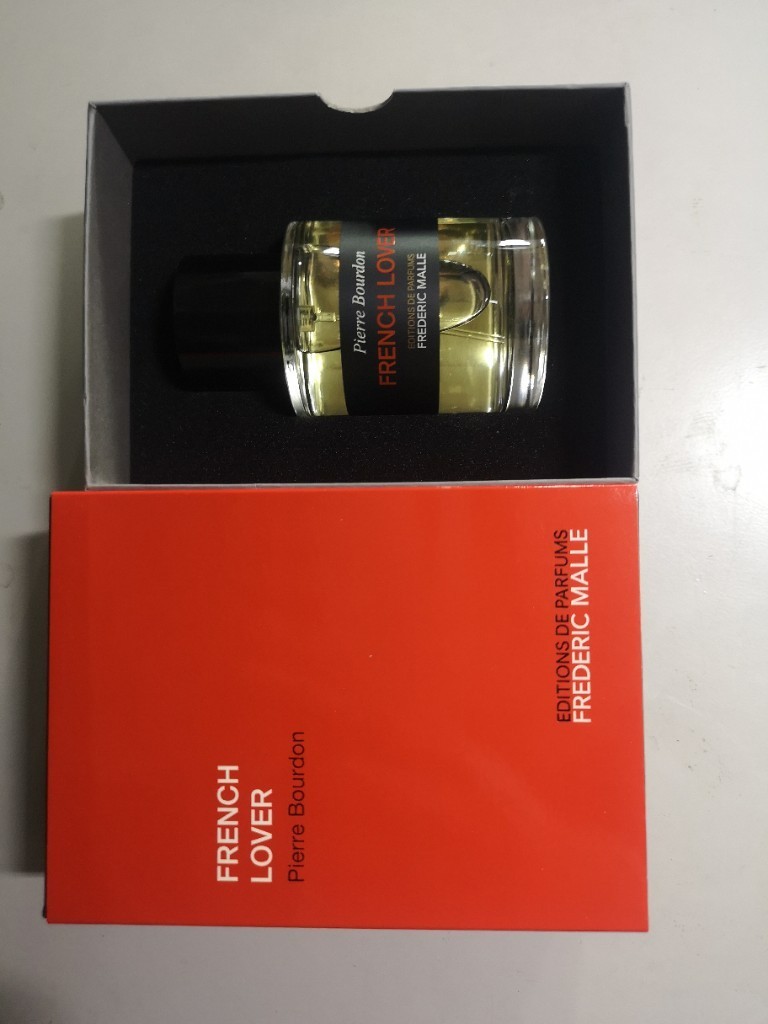 Pierre Bourdon
FRENCH LOVER
EDITIONS DE PARFUMS
FREDERIC MALLE
FRENCH
LOVER
Pierre Bourdon
EDITIONS DE PARFUMS
FREDERIC MALLE